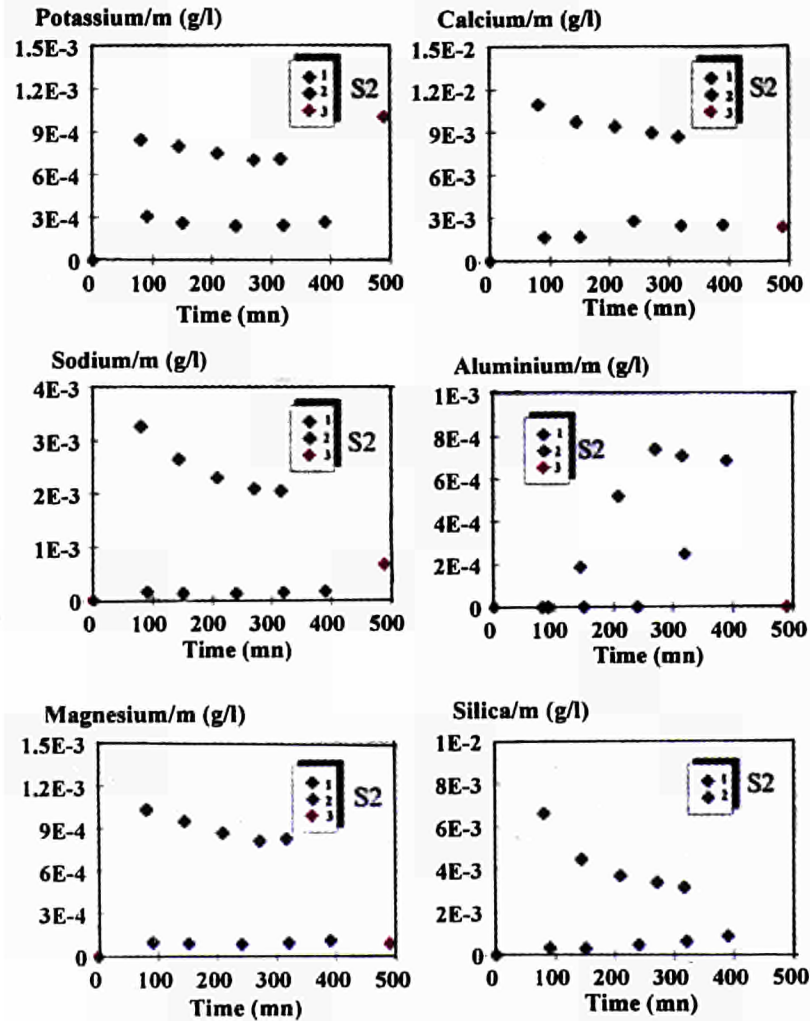 Potassium/m (g/l)
1.5E-3
1.2E-3
9E-4
6E-4
3E-4
0
1
2
3
S2
0 100 200 300 400 500
Time (mn)
Calcium/m (g/l)
1.5E-2
1.2E-2
9E-3
6E-3
3E-3
0
1
2
3
S2
0 100 200 300 400 500
Time (mn)
Sodium/m (g/l)
4E-3
3E-3
2E-3
1E-3
0
1
2
3
S2
0 100 200 300 400 500
Time (mn)
Aluminium/m (g/l)
1E-3
8E-4
6E-4
4E-4
2E-4
0
1
2
3
S2
0 100 200 300 400 500
Time (mn)
Magnesium/m (g/l)
1.5E-3
1.2E-3
9E-4
6E-4
3E-4
0
1
2
3
S2
0 100 200 300 400 500
Time (mn)
Silica/m (g/l)
1E-2
8E-3
6E-3
4E-3
2E-3
0
1
2
S2
0 100 200 300 400 500
Time (mn)